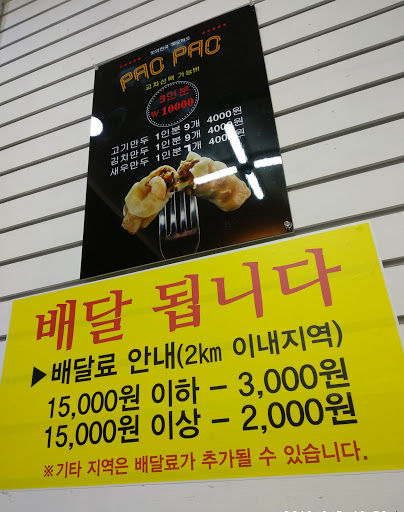 PAO PAO
교차선택 가능!!!
3인분
₩10000
고기만두 1인분 9개 4000원
김치만두 1인분 9개 4000원
새우만두 1인분 7개 4000원
배달 됩니다
▶배달료 안내(2km 이내지역)
15,000원 이하 - 3,000원
15,000원 이상 - 2,000원
※기타 지역은 배달료가 추가될 수 있습니다.